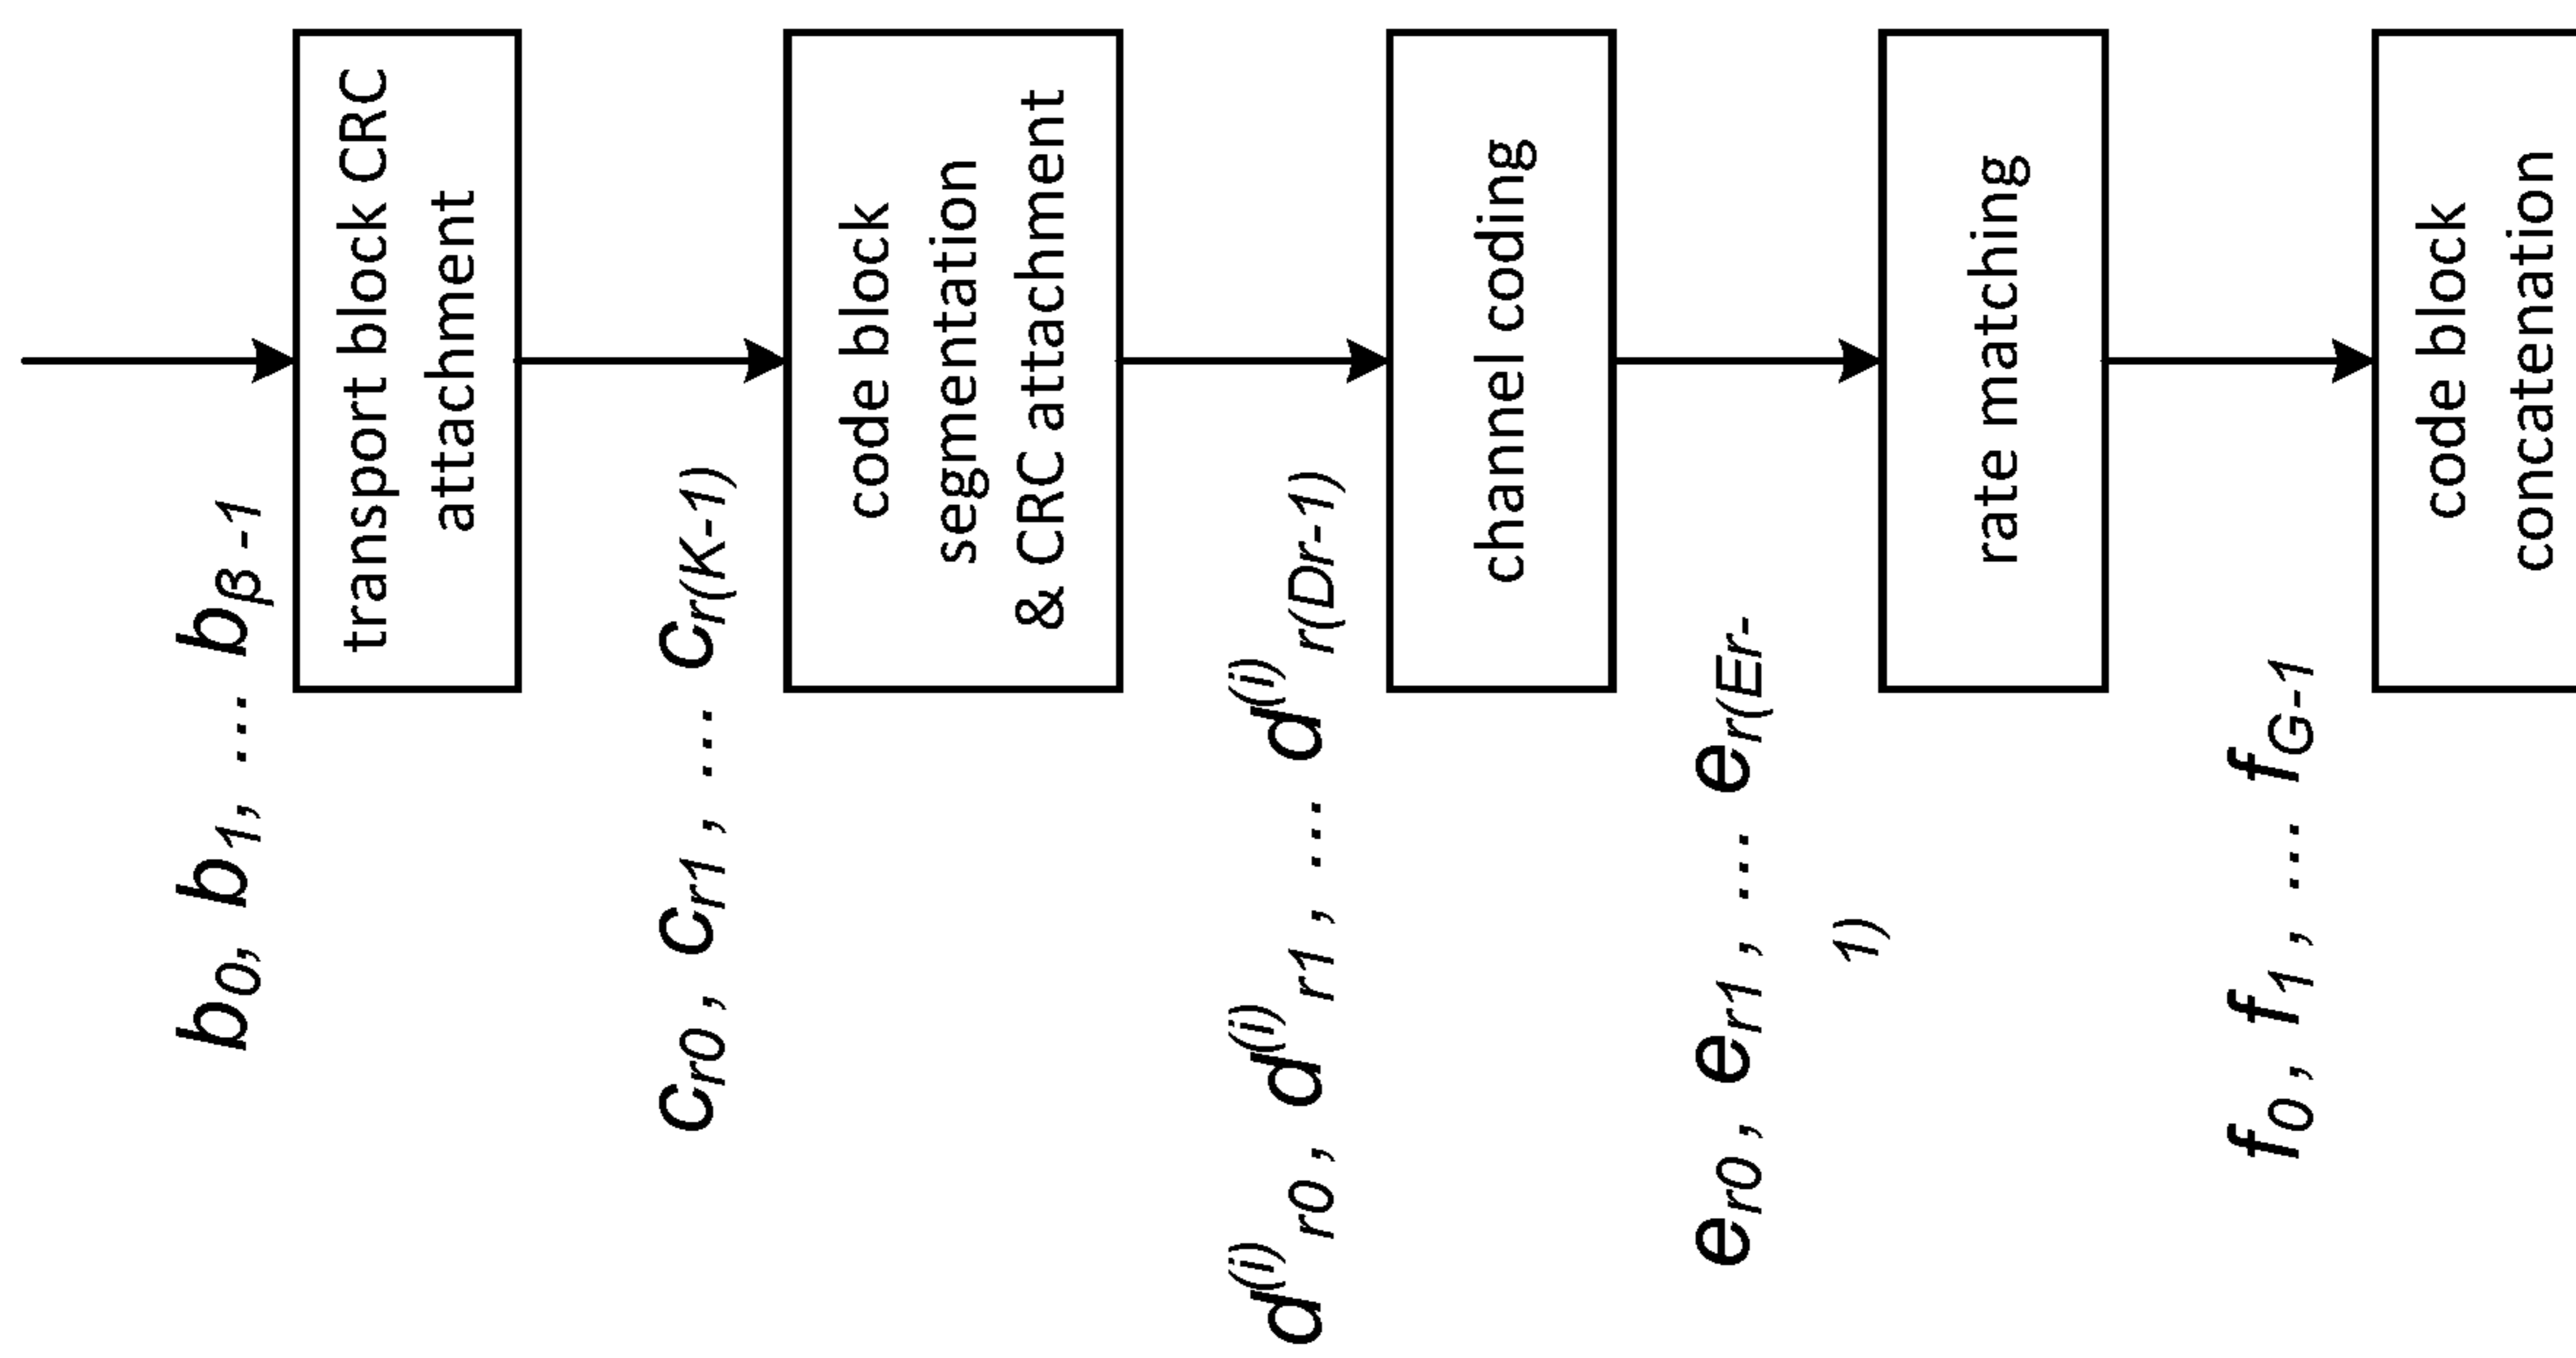 b0, b1, ... bβ-1
transport block CRC
attachment
cr0, cr1, ... cr(K-1)
code block
segmentation
& CRC attachment
d(i)r0, d(i)r1, ... d(i)r(Dr-1)
channel coding
er0, er1, ... er(Er-
1)
rate matching
f0, f1, ... fG-1
code block
concatenation